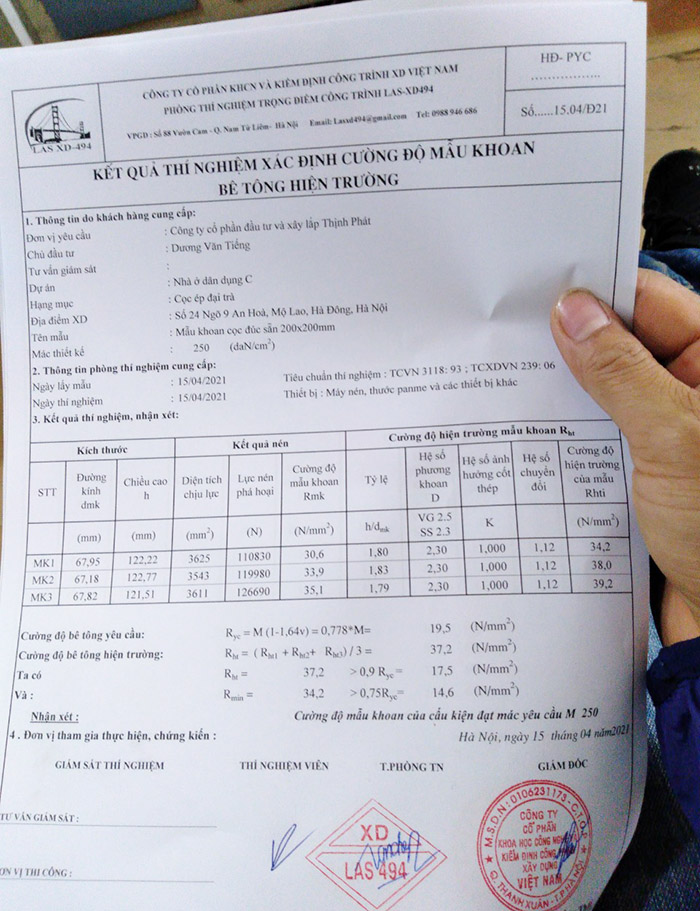 CÔNG TY CỔ PHẦN KHCN VÀ KIỂM ĐỊNH CÔNG TRÌNH XD VIỆT NAM
PHÒNG THÍ NGHIỆM TRỌNG ĐIỂM CÔNG TRÌNH LAS-XD494
VPGD : Số 88 Vườn Cam - Q. Nam Từ Liêm- Hà Nội Email: Lasxd494@gmail.com Tel: 0988 946 686
LAS XD-494
HĐ- PYC
Số......15.04/Đ21
KẾT QUẢ THÍ NGHIỆM XÁC ĐỊNH CƯỜNG ĐỘ MẪU KHOAN
BÊ TÔNG HIỆN TRƯỜNG
1. Thông tin do khách hàng cung cấp:
Đơn vị yêu cầu : Công ty cổ phần đầu tư và xây lắp Thịnh Phát
Chủ đầu tư : Dương Văn Tiếng
Tư vấn giám sát :
Dự án : Nhà ở dân dụng C
Hạng mục : Cọc ép đại trà
Địa điểm XD : Số 24 Ngõ 9 An Hoà, Mộ Lao, Hà Đông, Hà Nội
Tên mẫu : Mẫu khoan cọc đúc sẵn 200x200mm
Mác thiết kế : 250 (daN/cm²)
2. Thông tin phòng thí nghiệm cung cấp:
Ngày lấy mẫu : 15/04/2021 Tiêu chuẩn thí nghiệm : TCVN 3118: 93 ; TCXDVN 239: 06
Ngày thí nghiệm : 15/04/2021 Thiết bị : Máy nén, thước panme và các thiết bị khác
3. Kết quả thí nghiệm, nhận xét:
STT Kích thước Kết quả nén Cường độ hiện trường mẫu khoan Rht
Đường kính dmk Chiều cao h Diện tích chịu lực Lực nén phá hoại Cường độ mẫu khoan Rmk Tỷ lệ Hệ số phương khoan D Hệ số ảnh hưởng cốt thép Hệ số chuyển đổi Cường độ hiện trường của mẫu Rhti
(mm) (mm) (mm²) (N) (N/mm²) h/dmk VG 2.5 SS 2.3 K (N/mm²)
MK1 67,95 122,22 3625 110830 30,6 1,80 2,30 1,000 1,12 34,2
MK2 67,18 122,77 3543 119980 33,9 1,83 2,30 1,000 1,12 38,0
MK3 67,82 121,51 3611 126690 35,1 1,79 2,30 1,000 1,12 39,2
Cường độ bê tông yêu cầu: Ryc = M (1-1,64v) = 0,778*M= 19,5 (N/mm²)
Cường độ bê tông hiện trường: Rht = ( Rht1 + Rht2+ Rht3) / 3 = 37,2 (N/mm²)
Ta có Rht = 37,2 > 0,9 Ryc= 17,5 (N/mm²)
Và : Rmin = 34,2 > 0,75Ryc= 14,6 (N/mm²)
Nhận xét : Cường độ mẫu khoan của cấu kiện đạt mác yêu cầu M 250
4 . Đơn vị tham gia thực hiện, chứng kiến :
Hà Nội, ngày 15 tháng 04 năm 2021
GIÁM SÁT THÍ NGHIỆM THÍ NGHIỆM VIÊN T.PHÒNG TN GIÁM ĐỐC
TƯ VẤN GIÁM SÁT :
XD
LAS 494
M.S.D.N: 0106231173 - C.T.C.P
CÔNG TY
CỔ PHẦN
KHOA HỌC CÔNG NGHỆ
KIỂM ĐỊNH CÔNG
XÂY DỰNG
VIỆT NAM
Q. THANH XUÂN - T.P HÀ NỘI
ĐƠN VỊ THI CÔNG :